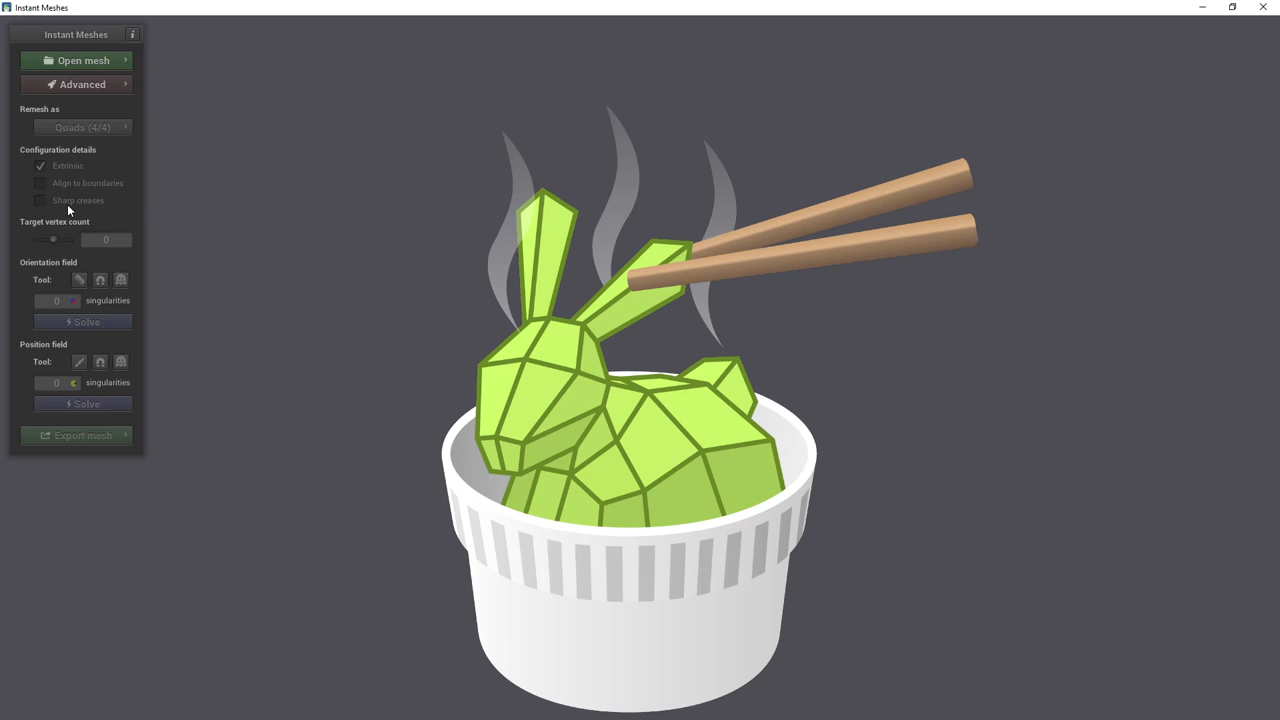 Instant Meshes
Instant Meshes i
Open mesh
Advanced
Remesh as
Quads (4/4)
Configuration details
Extrinsic
Align to boundaries
Sharp creases
Target vertex count
0
Orientation field
Tool:
0 singularities
Solve
Position field
Tool:
0 singularities
Solve
Export mesh